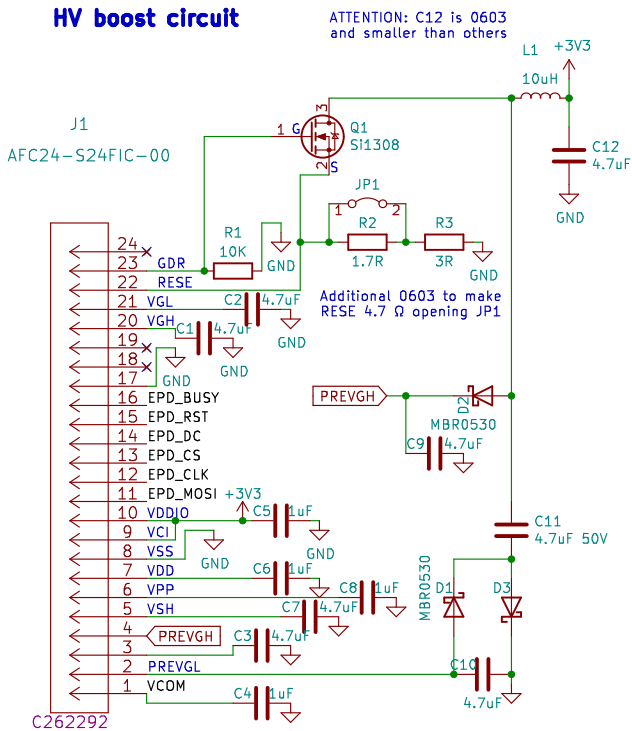 HV boost circuit
ATTENTION: C12 is 0603
and smaller than others
L1
+3V3
10uH
J1
AFC24-S24FIC-00
3
1
G
Q1
Si1308
2
S
C12
4.7uF
GND
JP1
1
2
R1
10K
GND
R2
1.7R
R3
3R
GND
Additional 0603 to make
RESE 4.7 Ω opening JP1
24
23
GDR
22
RESE
21
VGL
C2
4.7uF
GND
20
VGH
C1
4.7uF
GND
19
18
17
GND
16
EPD_BUSY
15
EPD_RST
14
EPD_DC
13
EPD_CS
12
EPD_CLK
11
EPD_MOSI
10
VDDIO
+3V3
C5
1uF
GND
9
VCI
8
VSS
GND
7
VDD
C6
1uF
6
VPP
C8
1uF
5
VSH
C7
4.7uF
4
PREVGH
3
C3
4.7uF
2
PREVGL
1
VCOM
C4
1uF
C262292
PREVGH
D2
MBR0530
C9
4.7uF
C11
4.7uF 50V
MBR0530
D1
D3
C10
4.7uF